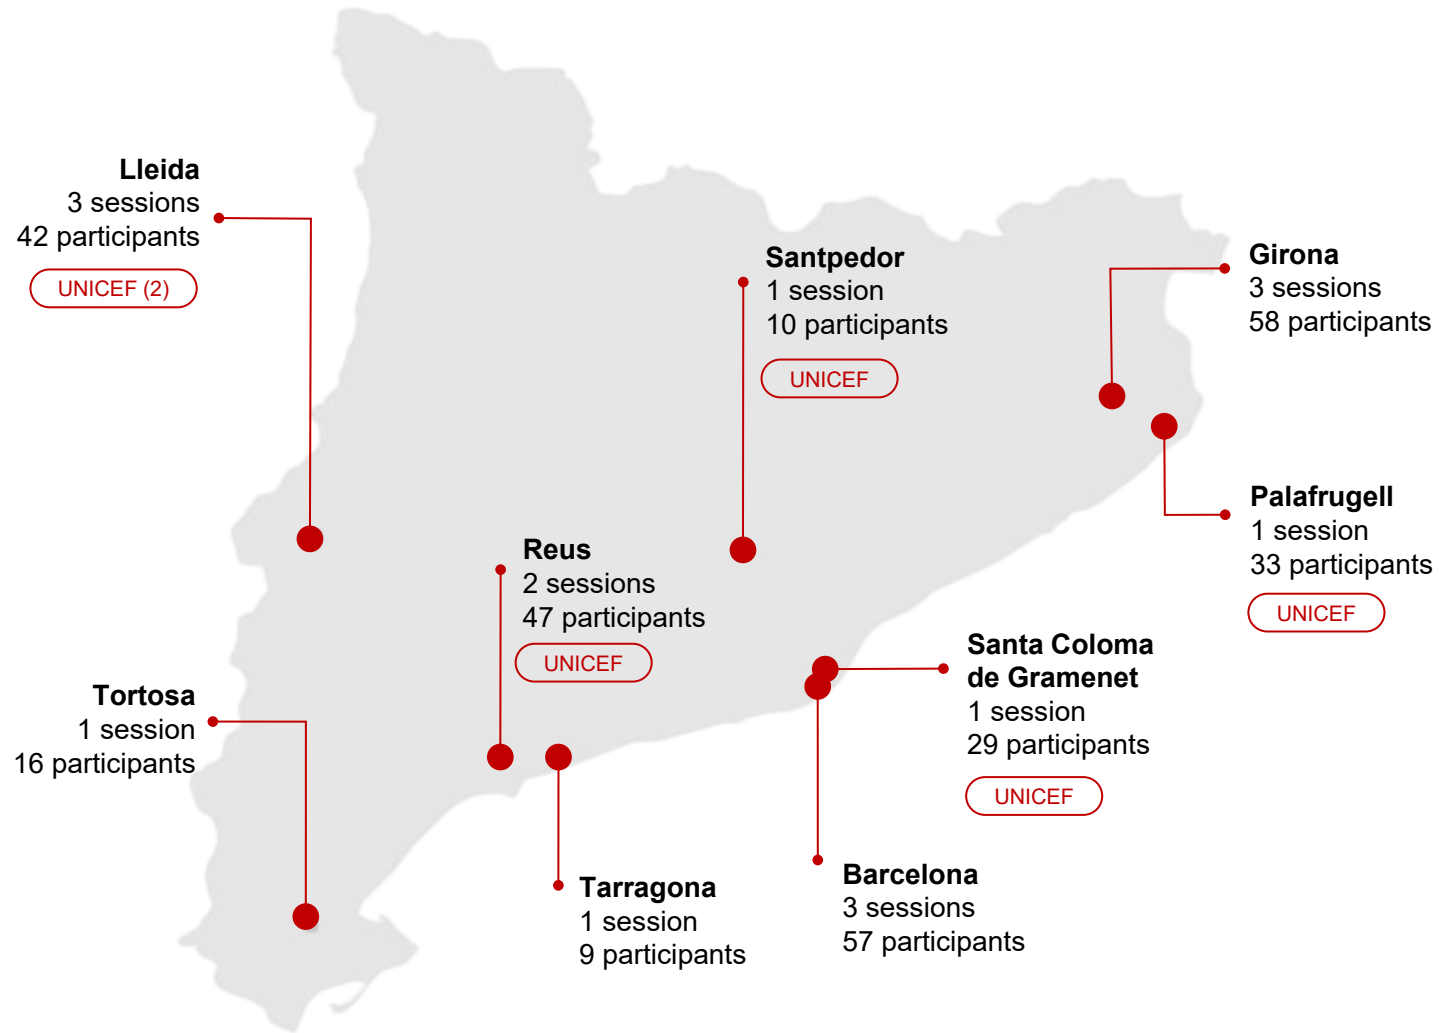 Lleida
3 sessions
42 participants
UNICEF (2)
Santpedor
1 session
10 participants
UNICEF
Girona
3 sessions
58 participants
Palafrugell
1 session
33 participants
UNICEF
Reus
2 sessions
47 participants
UNICEF
Santa Coloma
de Gramenet
1 session
29 participants
UNICEF
Tortosa
1 session
16 participants
Tarragona
1 session
9 participants
Barcelona
3 sessions
57 participants